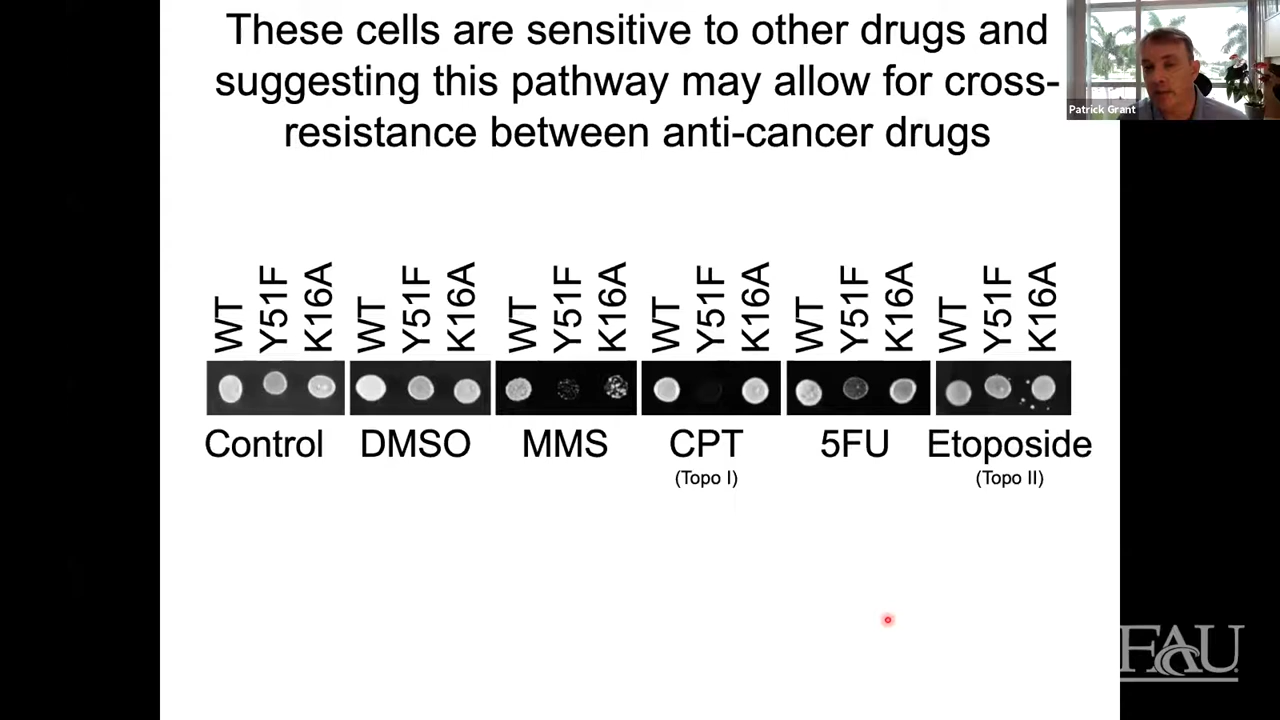 These cells are sensitive to other drugs and
suggesting this pathway may allow for cross-
resistance between anti-cancer drugs
Patrick Grant
WT Y51F K16A WT Y51F K16A WT Y51F K16A WT Y51F K16A WT Y51F K16A WT Y51F K16A
Control DMSO MMS CPT 5FU Etoposide
(Topo I) (Topo II)
FAU